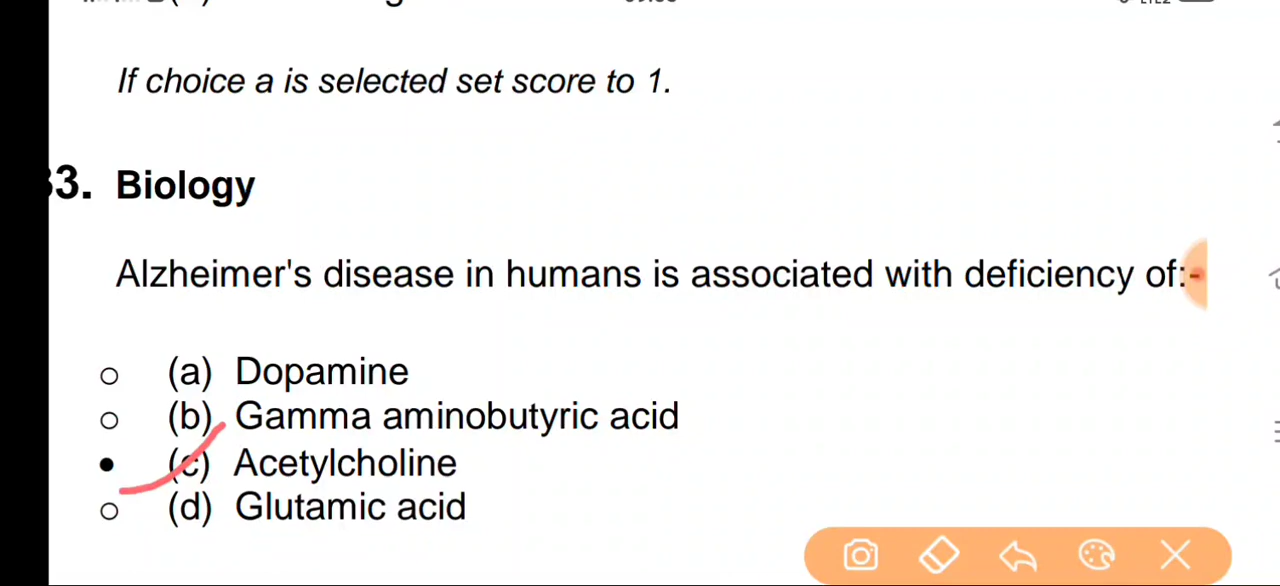 If choice a is selected set score to 1.
3. Biology
Alzheimer's disease in humans is associated with deficiency of:-
(a) Dopamine
(b) Gamma aminobutyric acid
(c) Acetylcholine
(d) Glutamic acid